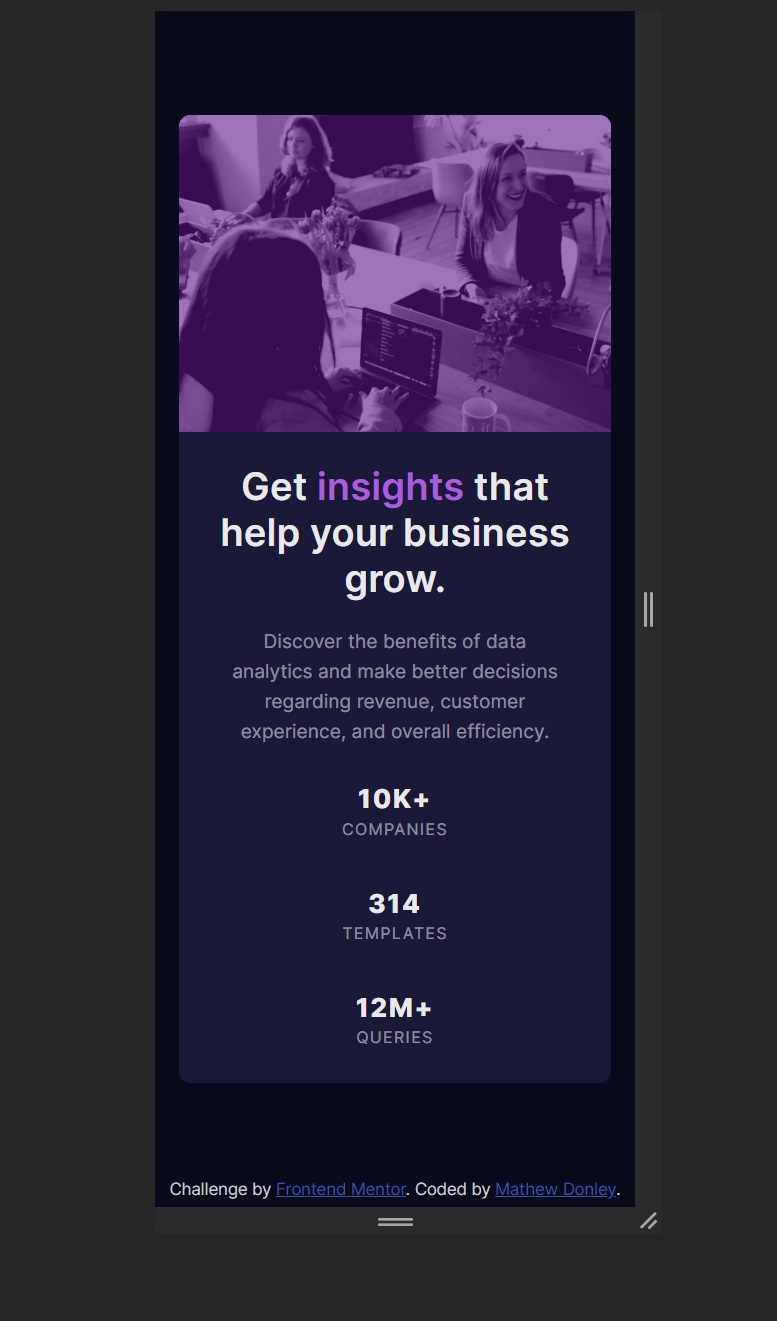 Get insights that
help your business
grow.
Discover the benefits of data
analytics and make better decisions
regarding revenue, customer
experience, and overall efficiency.
10K+
COMPANIES
314
TEMPLATES
12M+
QUERIES
Challenge by Frontend Mentor. Coded by Mathew Donley.